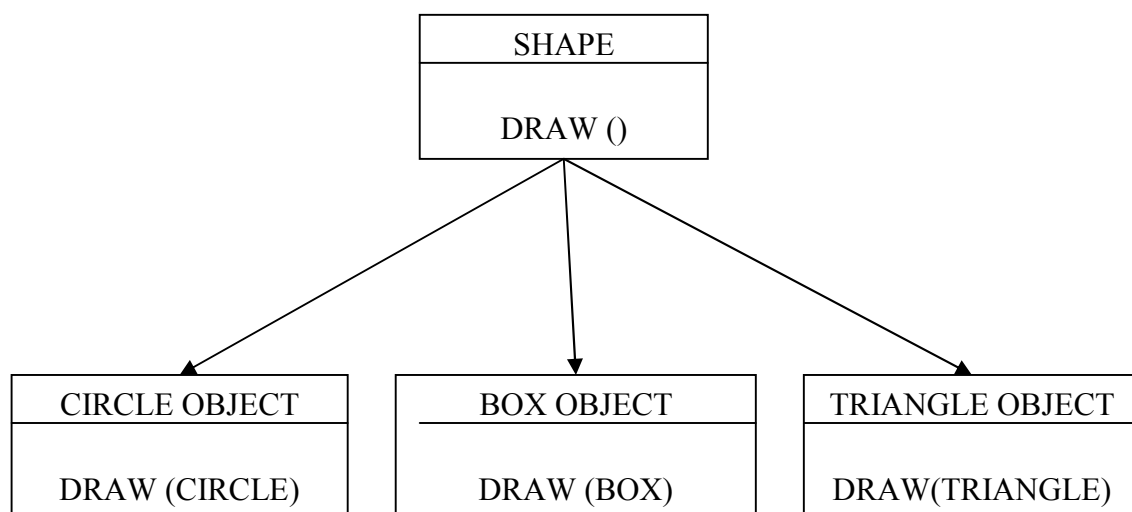 SHAPE
DRAW ()
CIRCLE OBJECT
DRAW (CIRCLE)
BOX OBJECT
DRAW (BOX)
TRIANGLE OBJECT
DRAW(TRIANGLE)